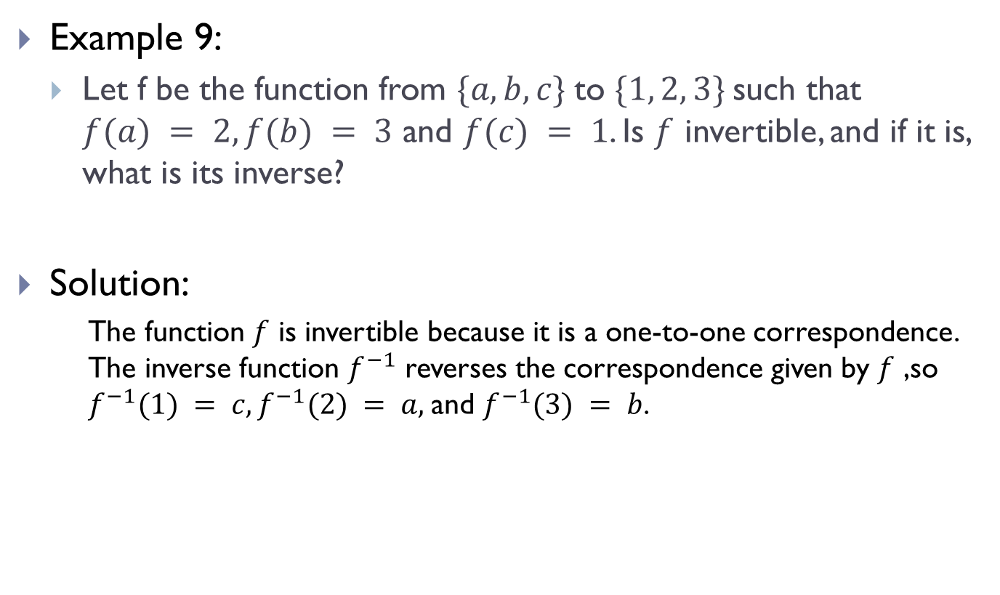 Example 9:
Let f be the function from {a, b, c} to {1, 2, 3} such that
f(a) = 2, f(b) = 3 and f(c) = 1. Is f invertible, and if it is,
what is its inverse?
Solution:
The function f is invertible because it is a one-to-one correspondence.
The inverse function f⁻¹ reverses the correspondence given by f ,so
f⁻¹(1) = c, f⁻¹(2) = a, and f⁻¹(3) = b.